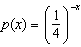 p(x) = (1/4)^{-x}